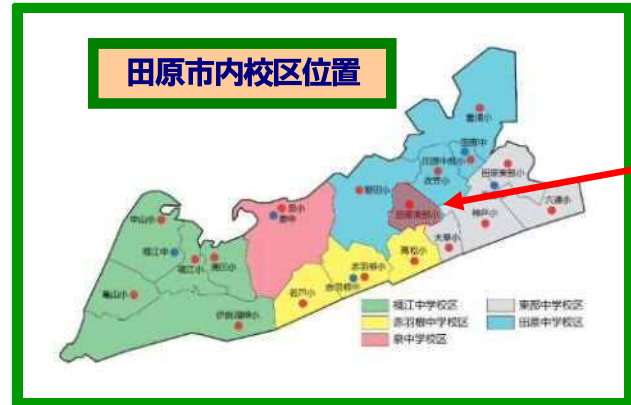 田原市内校区位置
童浦小
田原中
田原中部小
衣笠小
田原東部小
野田小
六連小
神戸小
大草小
高松小
泉小
泉中
中山小
福江中
福江小
清田小
亀山小
伊良湖岬小
赤羽根小
赤羽根中
若戸小
福江中学校区
東部中学校区
赤羽根中学校区
田原中学校区
泉中学校区